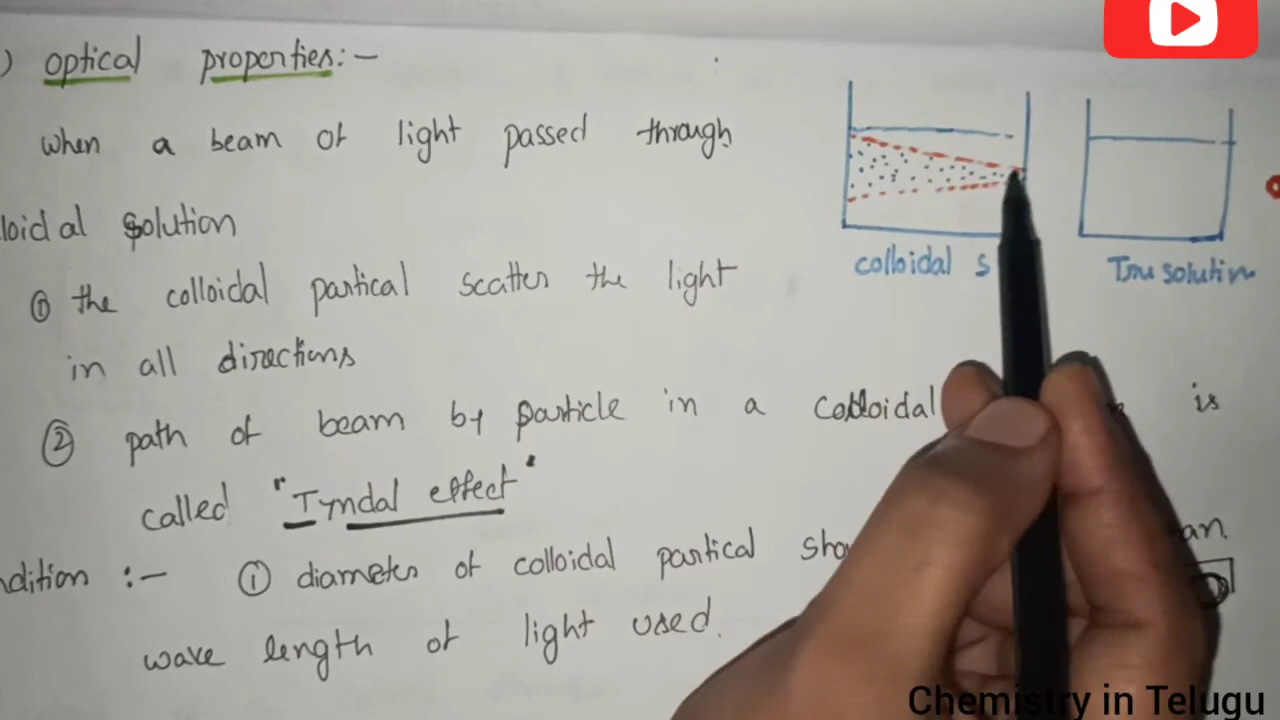 ) optical properties:-
when a beam of light passed through
loidal solution
① the colloidal partical scatter the light
in all directions
② path of beam by particle in a colloidal is
called "Tyndal effect"
ndition :- ① diameter of colloidal partical sho an
wave length of light used.
colloidal s
Tru solution
Chemistry in Telugu